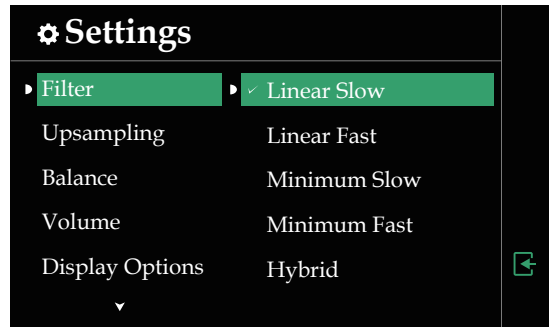 Settings
Filter
Linear Slow
Upsampling
Linear Fast
Balance
Minimum Slow
Volume
Minimum Fast
Display Options
Hybrid